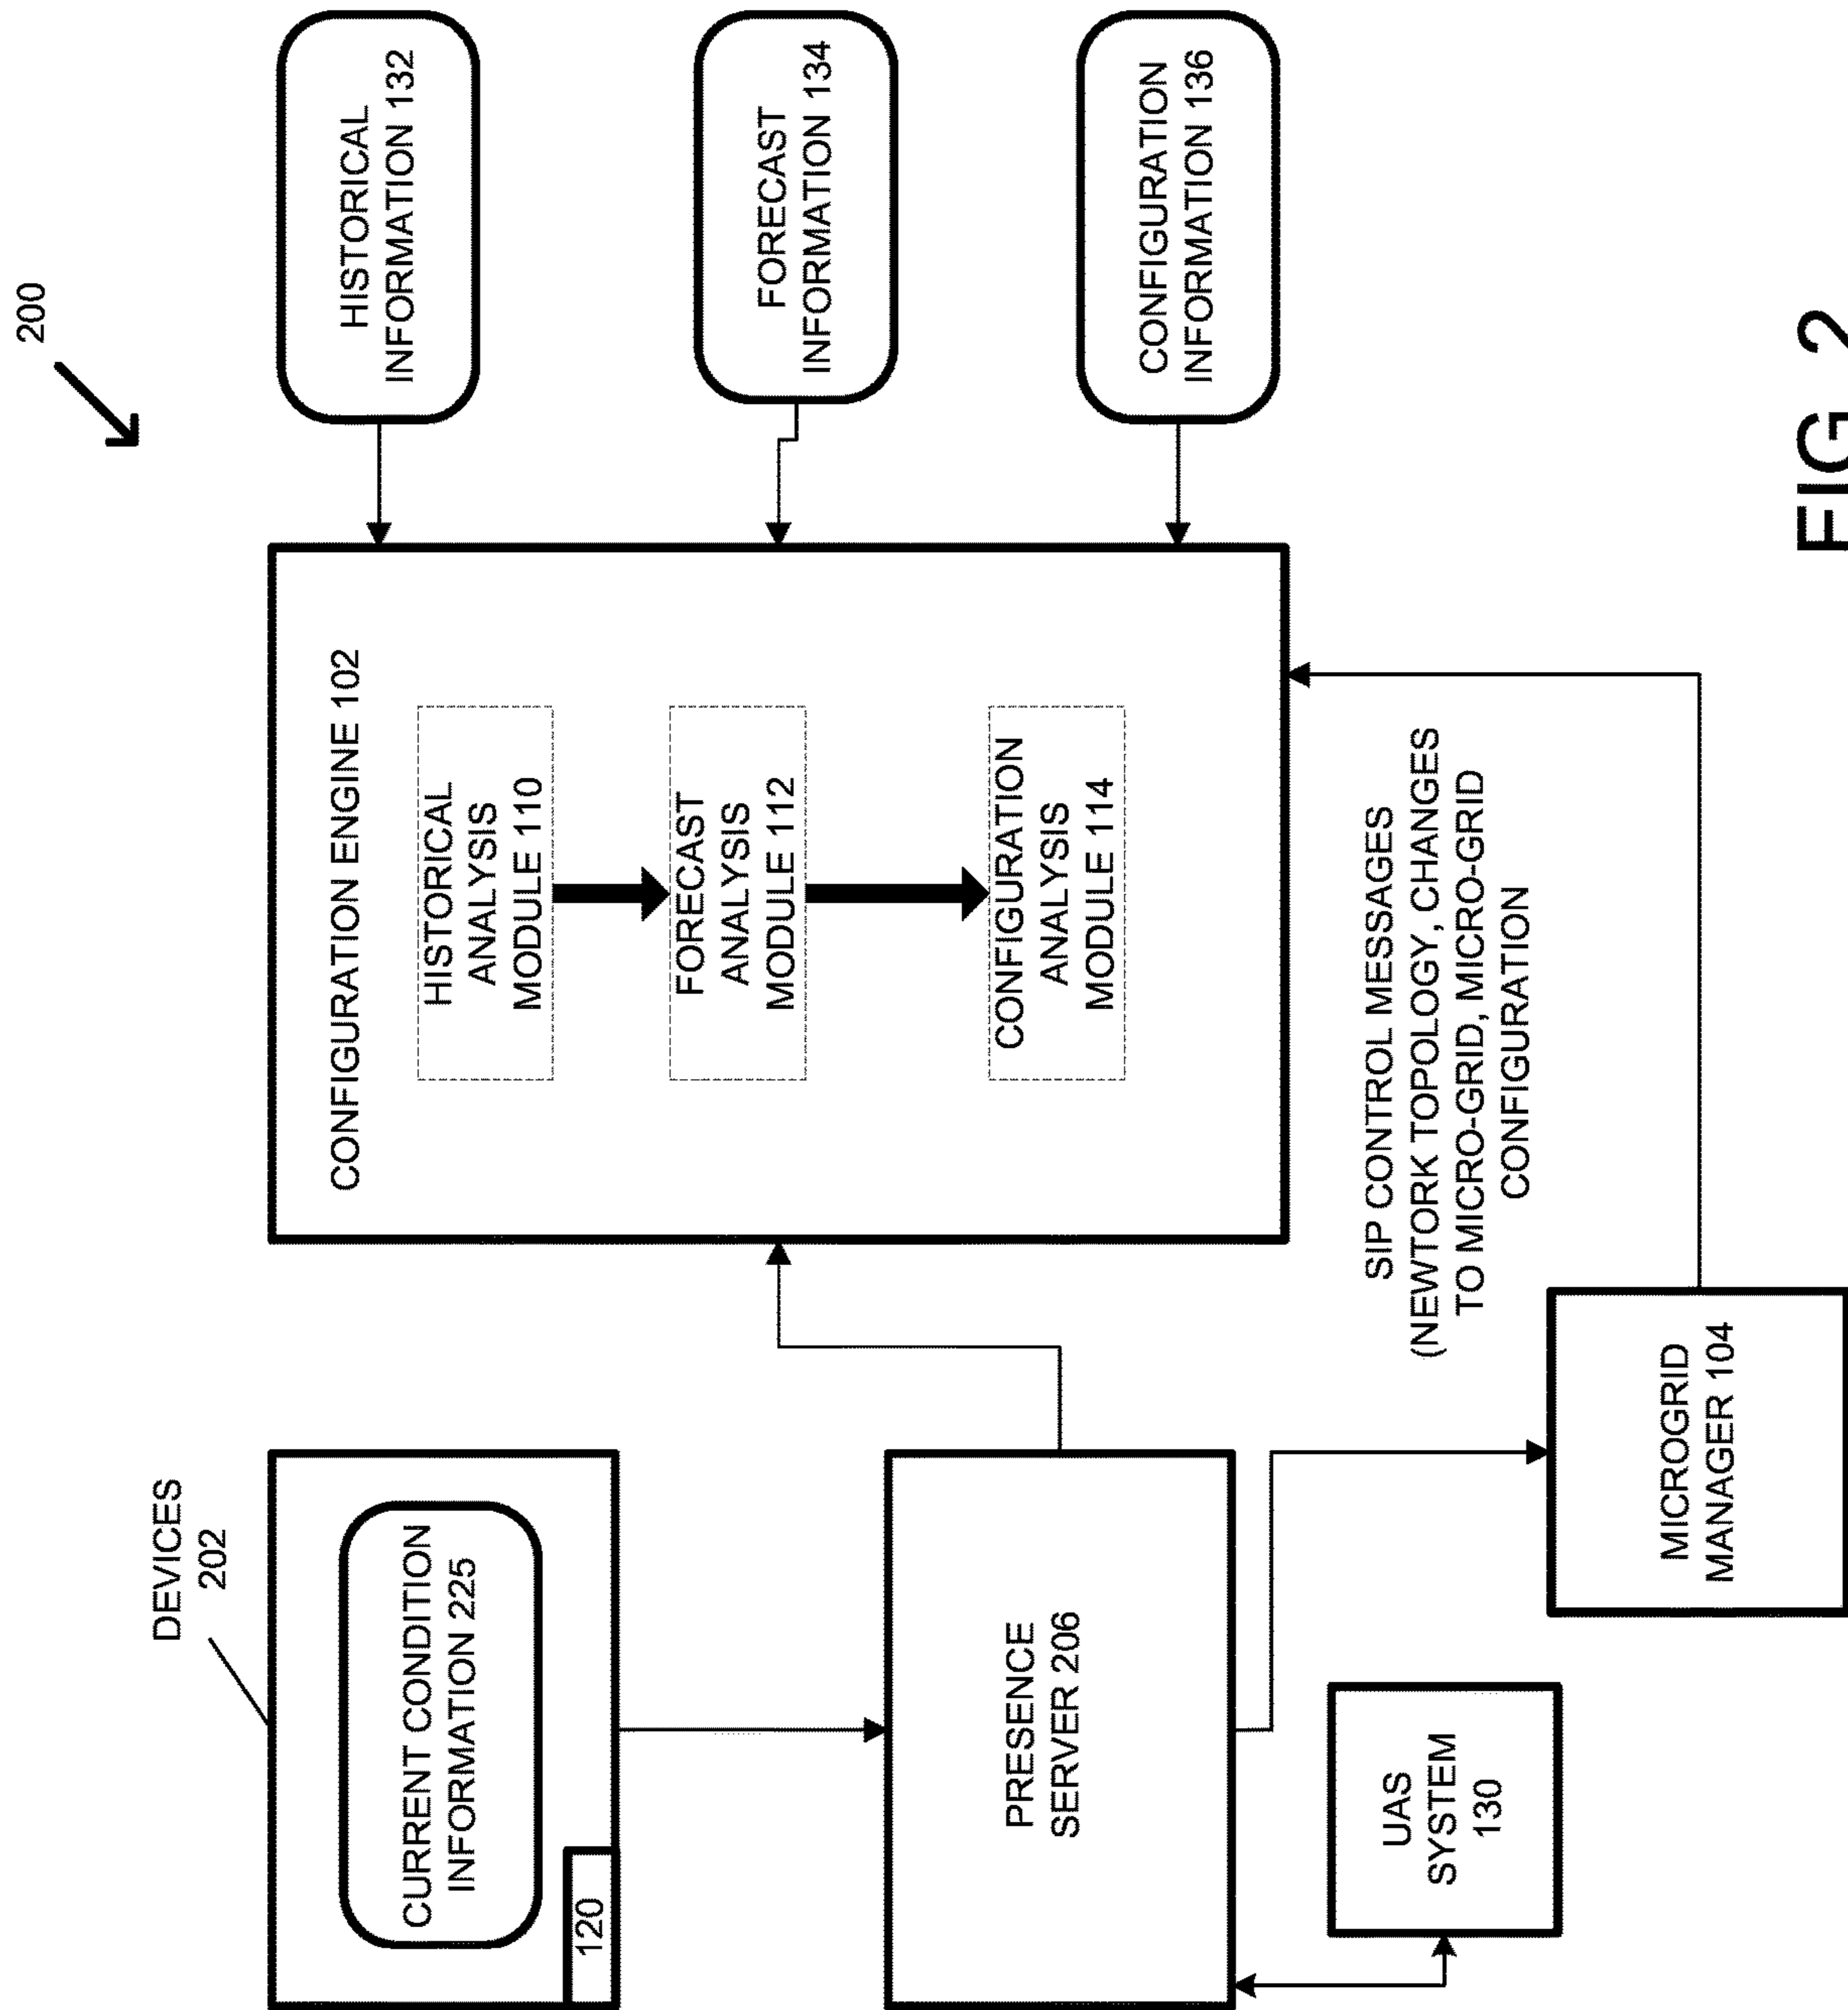 200
DEVICES
202
CURRENT CONDITION
INFORMATION 225
120
PRESENCE
SERVER 206
UAS
SYSTEM
130
MICROGRID
MANAGER 104
CONFIGURATION ENGINE 102
HISTORICAL
ANALYSIS
MODULE 110
FORECAST
ANALYSIS
MODULE 112
CONFIGURATION
ANALYSIS
MODULE 114
SIP CONTROL MESSAGES
(NEWTORK TOPOLOGY, CHANGES
TO MICRO-GRID, MICRO-GRID
CONFIGURATION
HISTORICAL
INFORMATION 132
FORECAST
INFORMATION 134
CONFIGURATION
INFORMATION 136
FIG. 2